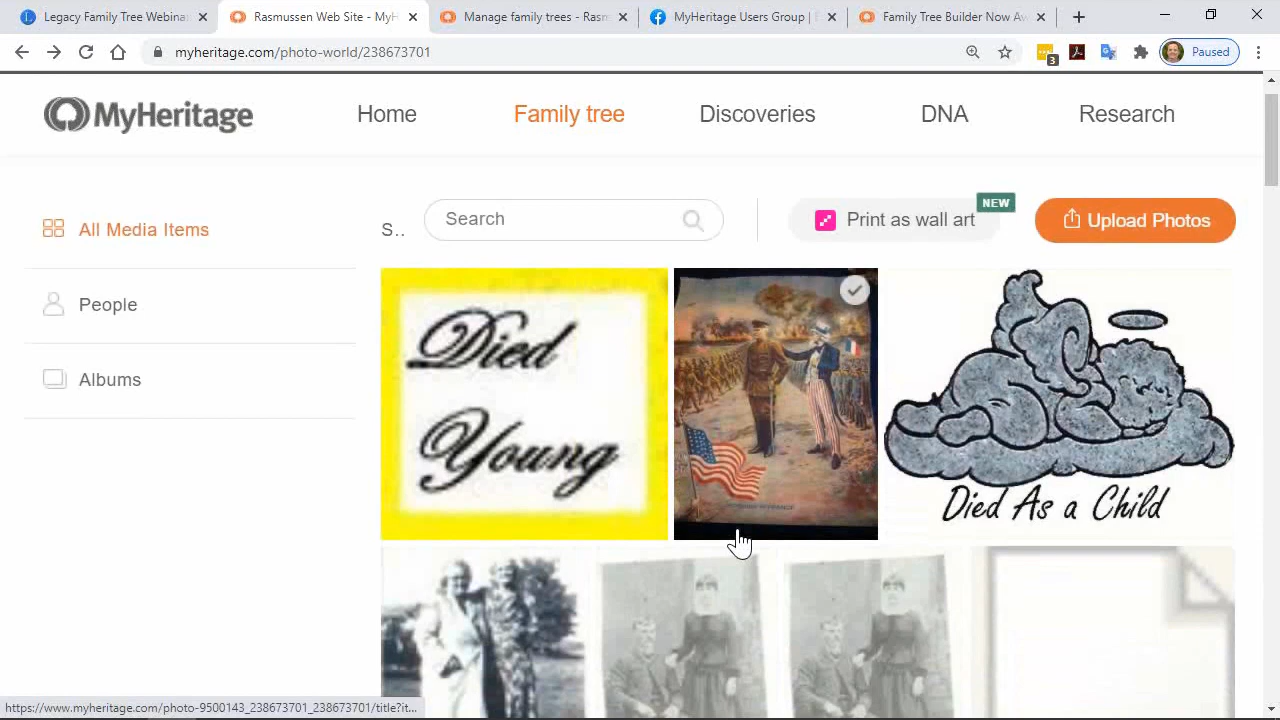 Legacy Family Tree Webina
Rasmussen Web Site - MyH
Manage family trees - Rasm
MyHeritage Users Group | F
Family Tree Builder Now Av
myheritage.com/photo-world/238673701
3
Paused
MyHeritage
Home
Family tree
Discoveries
DNA
Research
All Media Items
People
Albums
S..
Search
Print as wall art
NEW
Upload Photos
Died
Young
Died As a Child
https://www.myheritage.com/photo-9500143_238673701_238673701/title?it...